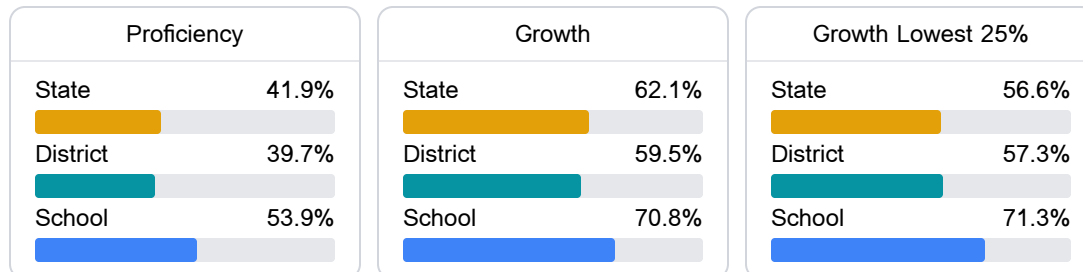 Proficiency
State 41.9%
District 39.7%
School 53.9%
Growth
State 62.1%
District 59.5%
School 70.8%
Growth Lowest 25%
State 56.6%
District 57.3%
School 71.3%